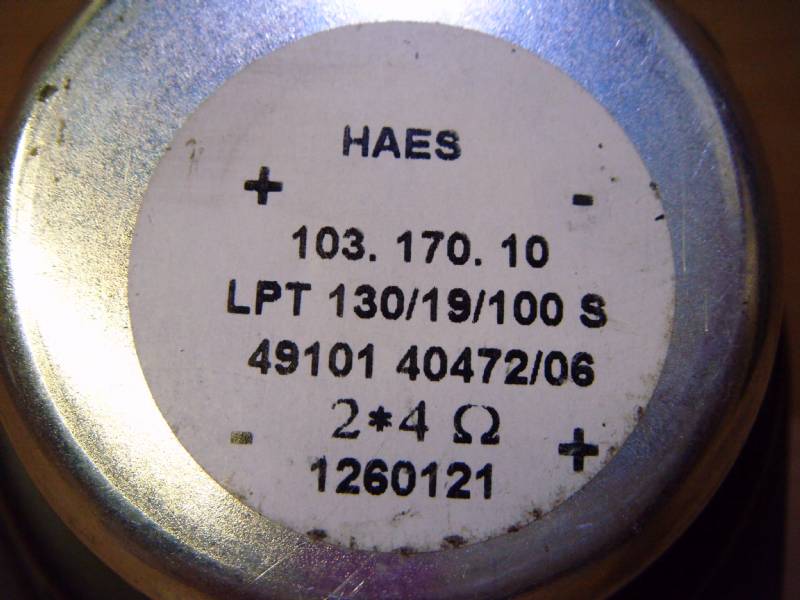 HAES
+ -
103. 170. 10
LPT 130/19/100 S
49101 40472/06
2*4 Ω
- +
1260121